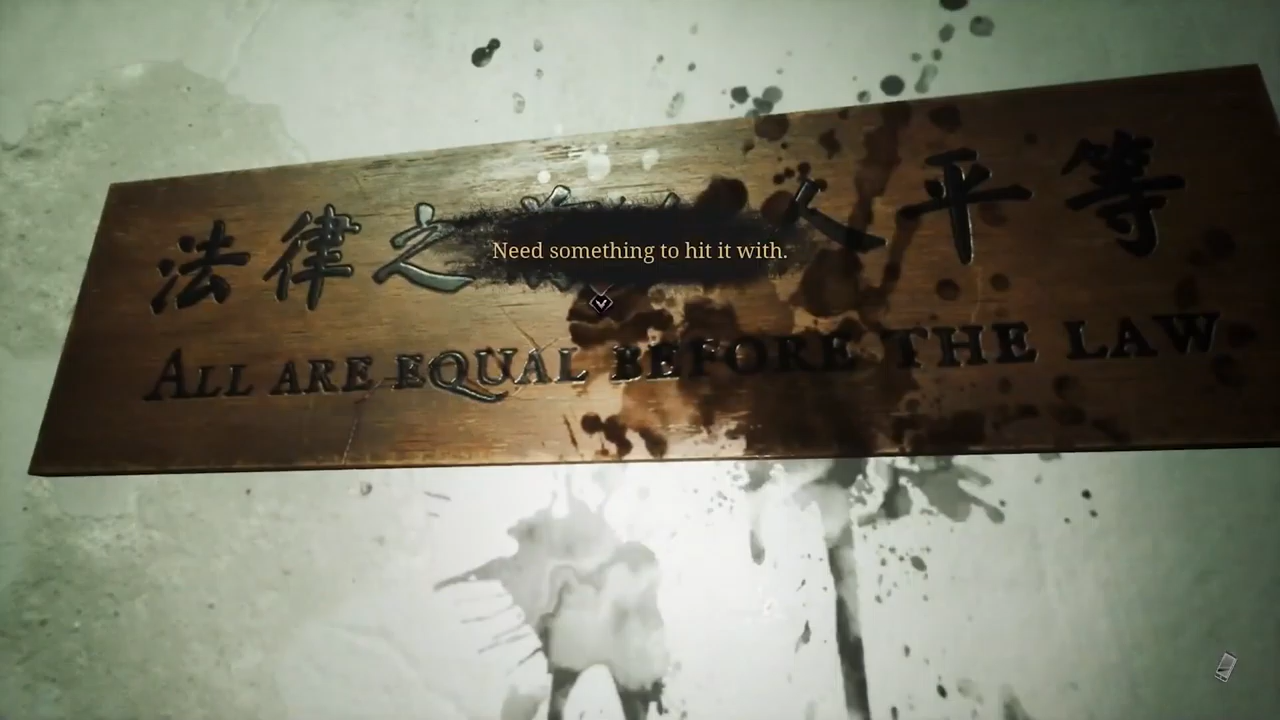 法律之 人平等
Need something to hit it with.
ALL ARE EQUAL BEFORE THE LAW